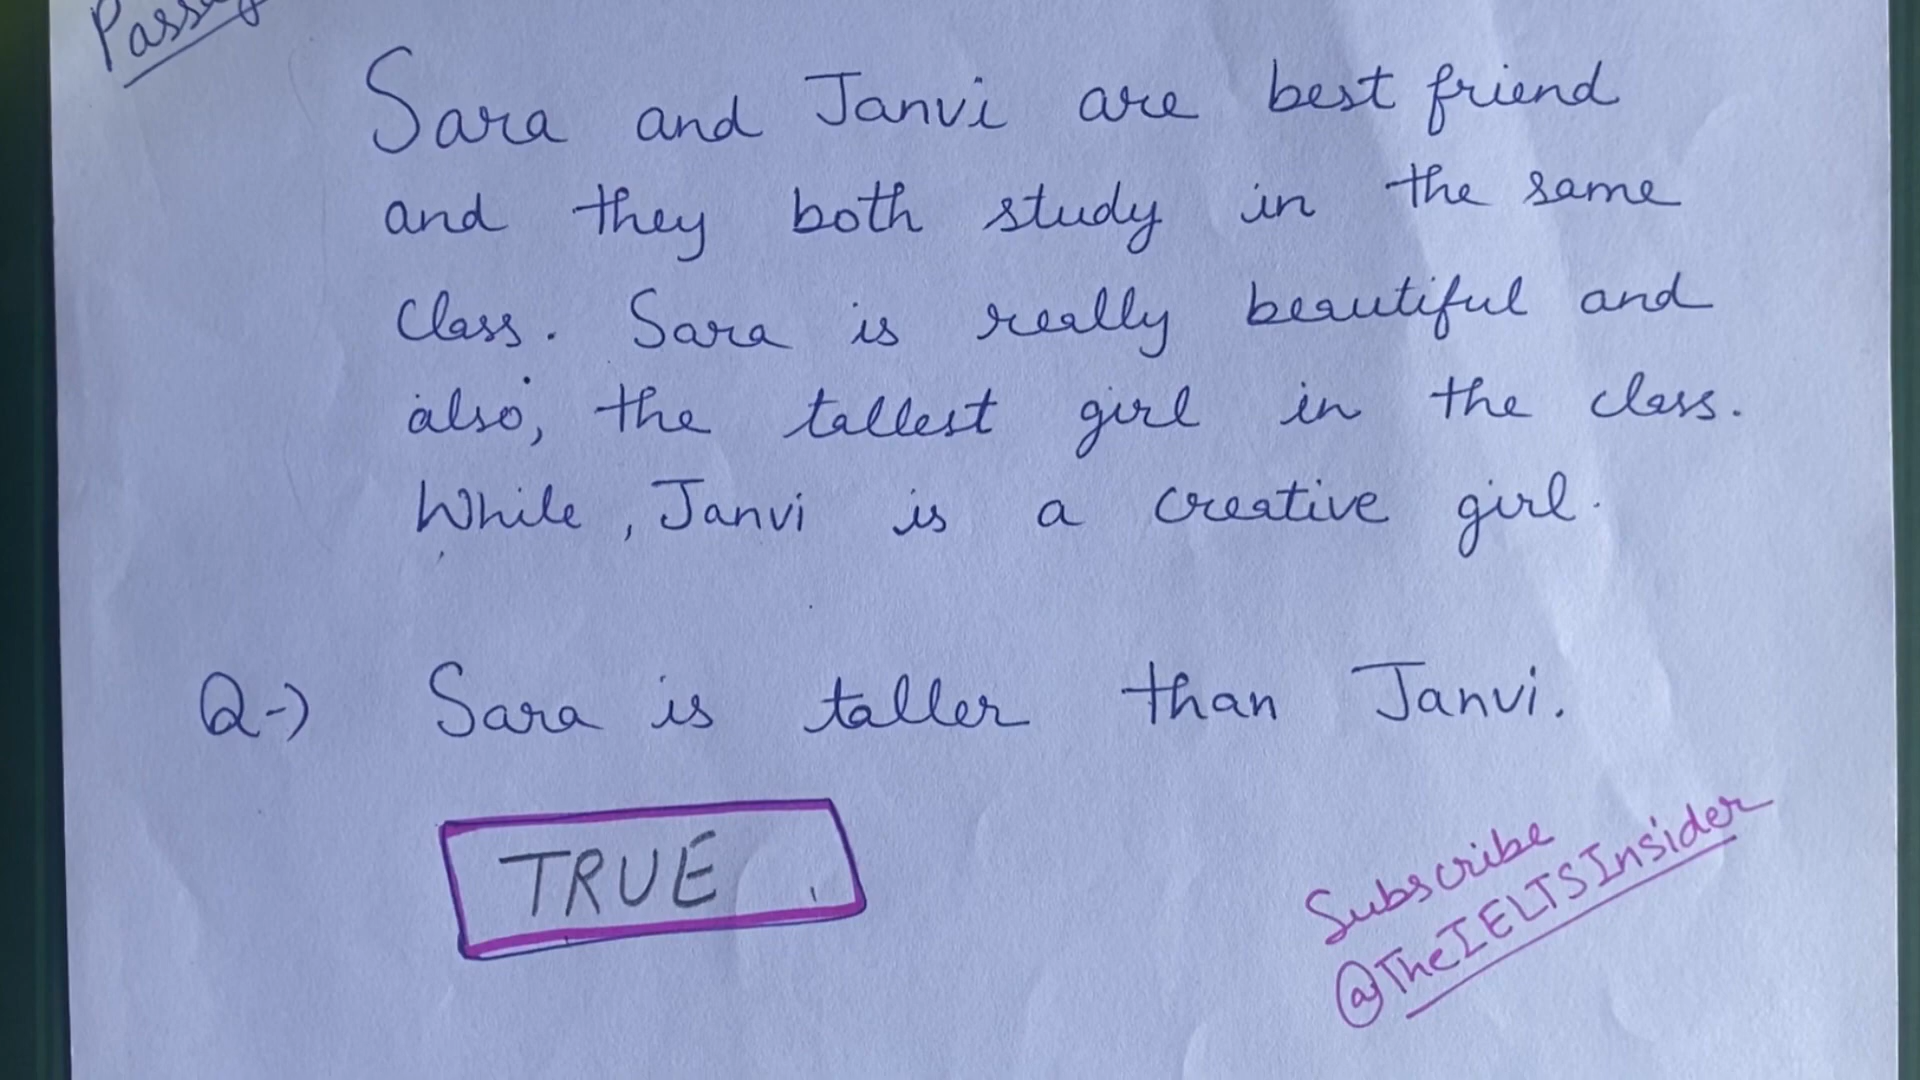 Sara and Janvi are best friend
and they both study in the same
class. Sara is really beautiful and
also, the tallest girl in the class.
While, Janvi is a creative girl.
Q-) Sara is taller than Janvi.
TRUE
Subscribe
@TheIELTSInsider